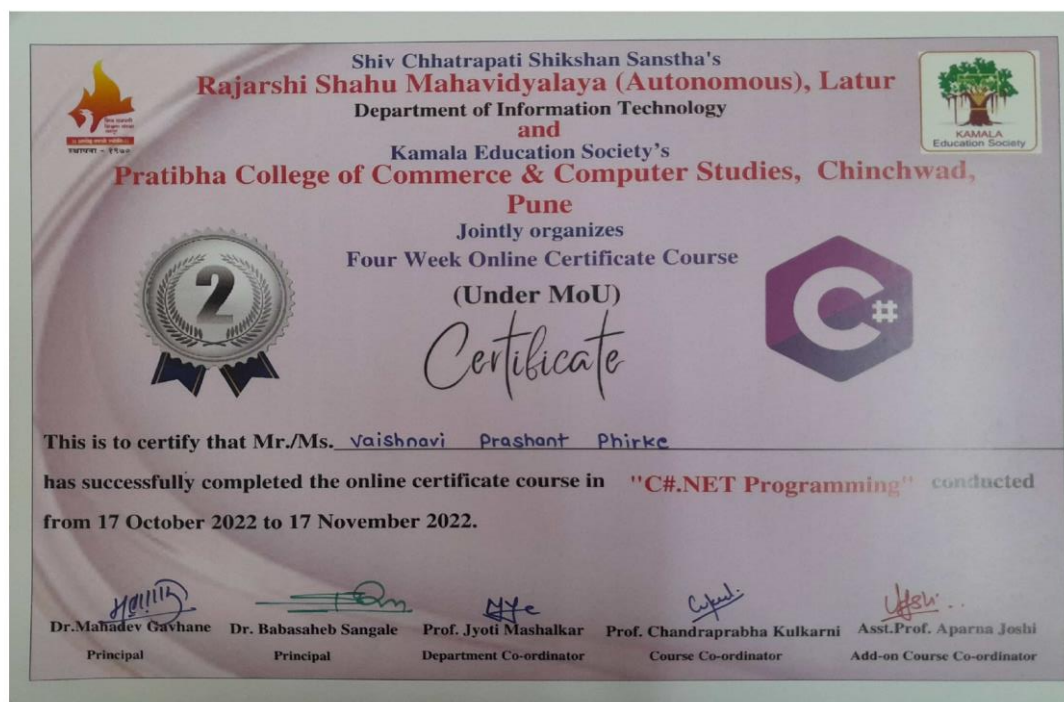 Shiv Chhatrapati Shikshan Sanstha's
Rajarshi Shahu Mahavidyalaya (Autonomous), Latur
Department of Information Technology
and
Kamala Education Society's
Pratibha College of Commerce & Computer Studies, Chinchwad,
Pune
Jointly organizes
Four Week Online Certificate Course
(Under MoU)
Certificate
स्थापना - १९७०
KAMALA
Education Society
2
C#
This is to certify that Mr./Ms. Vaishnavi Prashant Phirke
has successfully completed the online certificate course in "C#.NET Programming" conducted
from 17 October 2022 to 17 November 2022.
Dr.Mahadev Gavhane Dr. Babasaheb Sangale Prof. Jyoti Mashalkar Prof. Chandraprabha Kulkarni Asst.Prof. Aparna Joshi
Principal Principal Department Co-ordinator Course Co-ordinator Add-on Course Co-ordinator